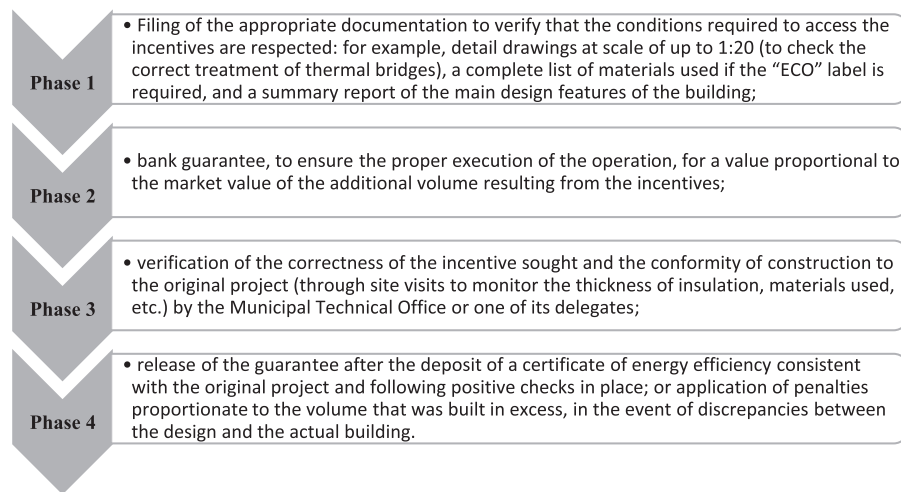 Phase 1
• Filing of the appropriate documentation to verify that the conditions required to access the
incentives are respected: for example, detail drawings at scale of up to 1:20 (to check the
correct treatment of thermal bridges), a complete list of materials used if the “ECO” label is
required, and a summary report of the main design features of the building;
Phase 2
• bank guarantee, to ensure the proper execution of the operation, for a value proportional to
the market value of the additional volume resulting from the incentives;
Phase 3
• verification of the correctness of the incentive sought and the conformity of construction to
the original project (through site visits to monitor the thickness of insulation, materials used,
etc.) by the Municipal Technical Office or one of its delegates;
Phase 4
• release of the guarantee after the deposit of a certificate of energy efficiency consistent
with the original project and following positive checks in place; or application of penalties
proportionate to the volume that was built in excess, in the event of discrepancies between
the design and the actual building.